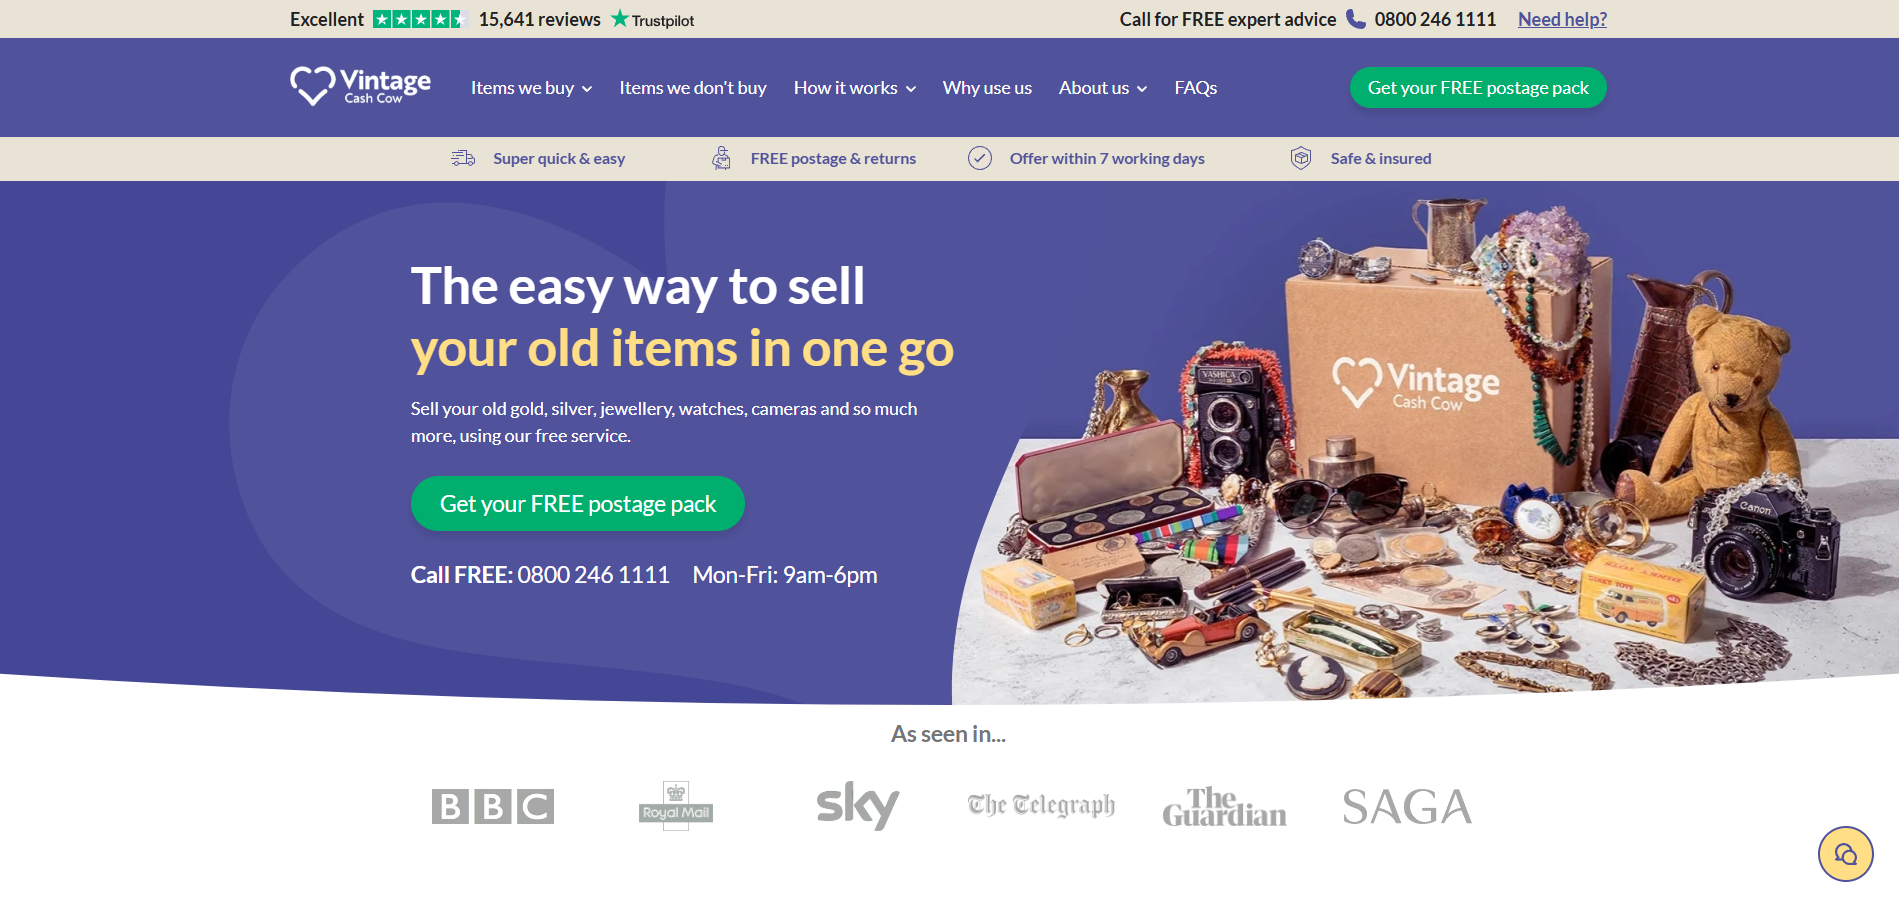 Excellent
15,641 reviews
Trustpilot
Call for FREE expert advice
0800 246 1111
Need help?
Vintage
Cash Cow
Items we buy
Items we don't buy
How it works
Why use us
About us
FAQs
Get your FREE postage pack
Super quick & easy
FREE postage & returns
Offer within 7 working days
Safe & insured
The easy way to sell
your old items in one go
Sell your old gold, silver, jewellery, watches, cameras and so much
more, using our free service.
Get your FREE postage pack
Call FREE: 0800 246 1111
Mon-Fri: 9am-6pm
YASHICA
Vintage
Cash Cow
Canon
DINKY TOYS
As seen in...
BBC
Royal Mail
sky
The Telegraph
The
Guardian
SAGA